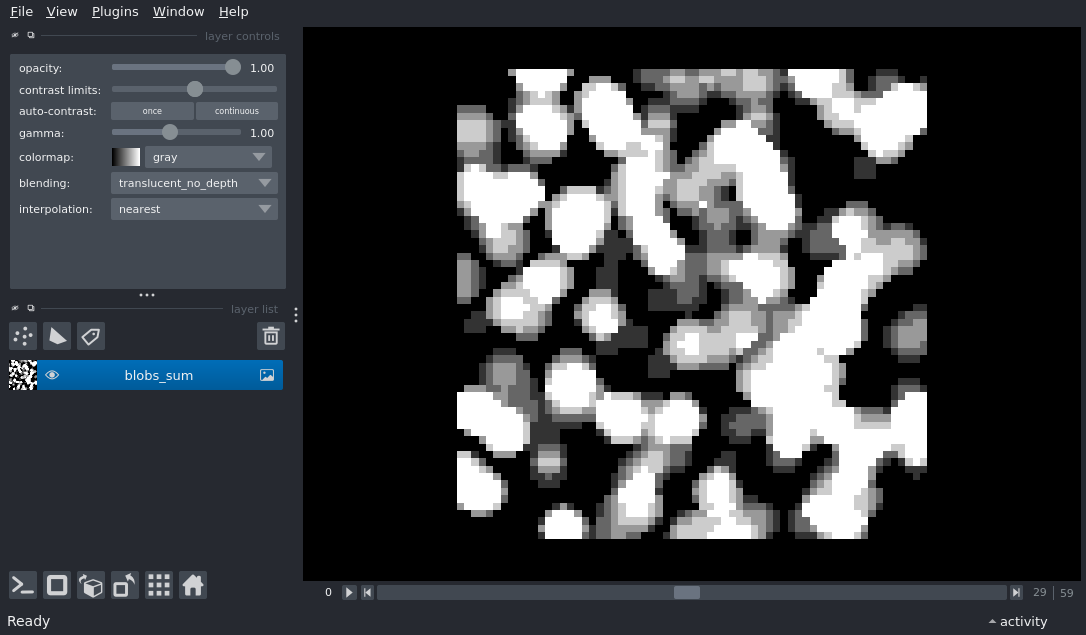 File View Plugins Window Help
layer controls
opacity: 1.00
contrast limits:
auto-contrast: once continuous
gamma: 1.00
colormap: gray
blending: translucent_no_depth
interpolation: nearest
layer list
blobs_sum
0 29 59
Ready activity